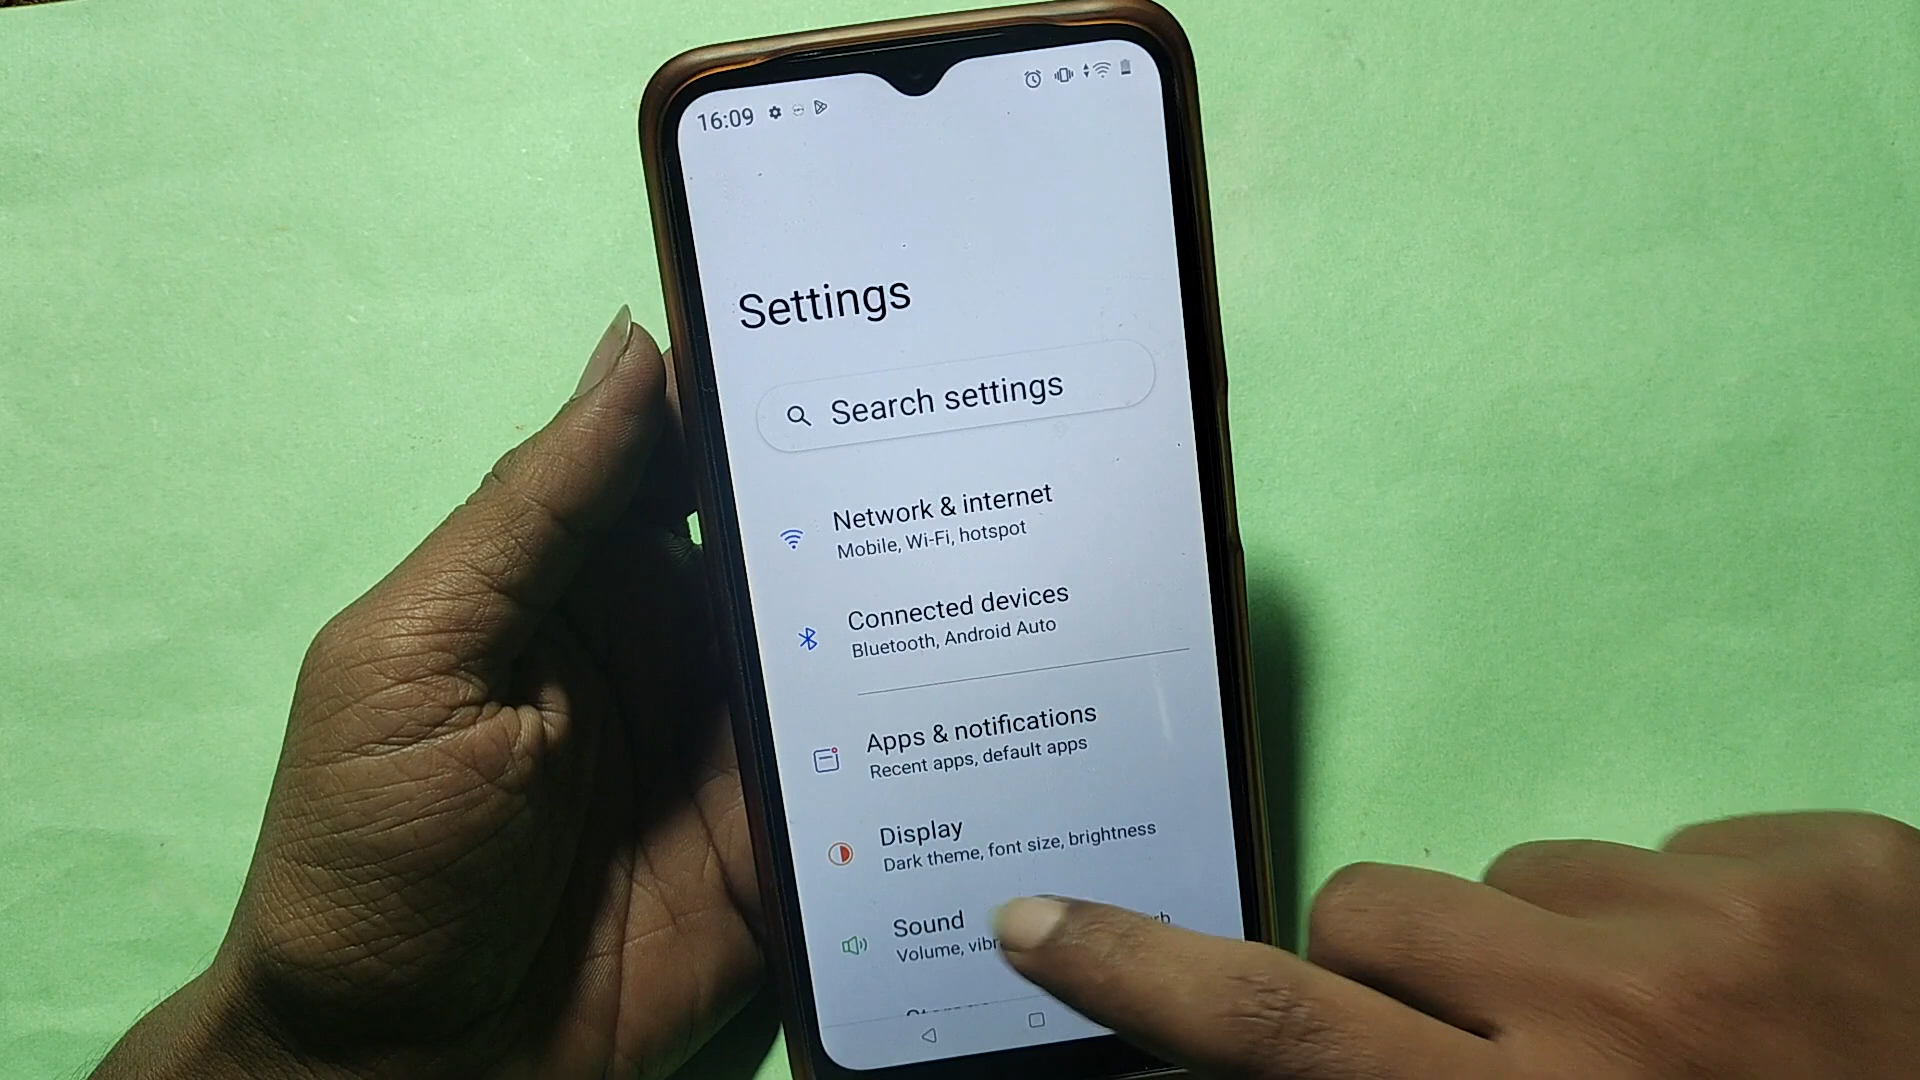 16:09
Settings
Search settings
Network & internet
Mobile, Wi-Fi, hotspot
Connected devices
Bluetooth, Android Auto
Apps & notifications
Recent apps, default apps
Display
Dark theme, font size, brightness
Sound
Volume,